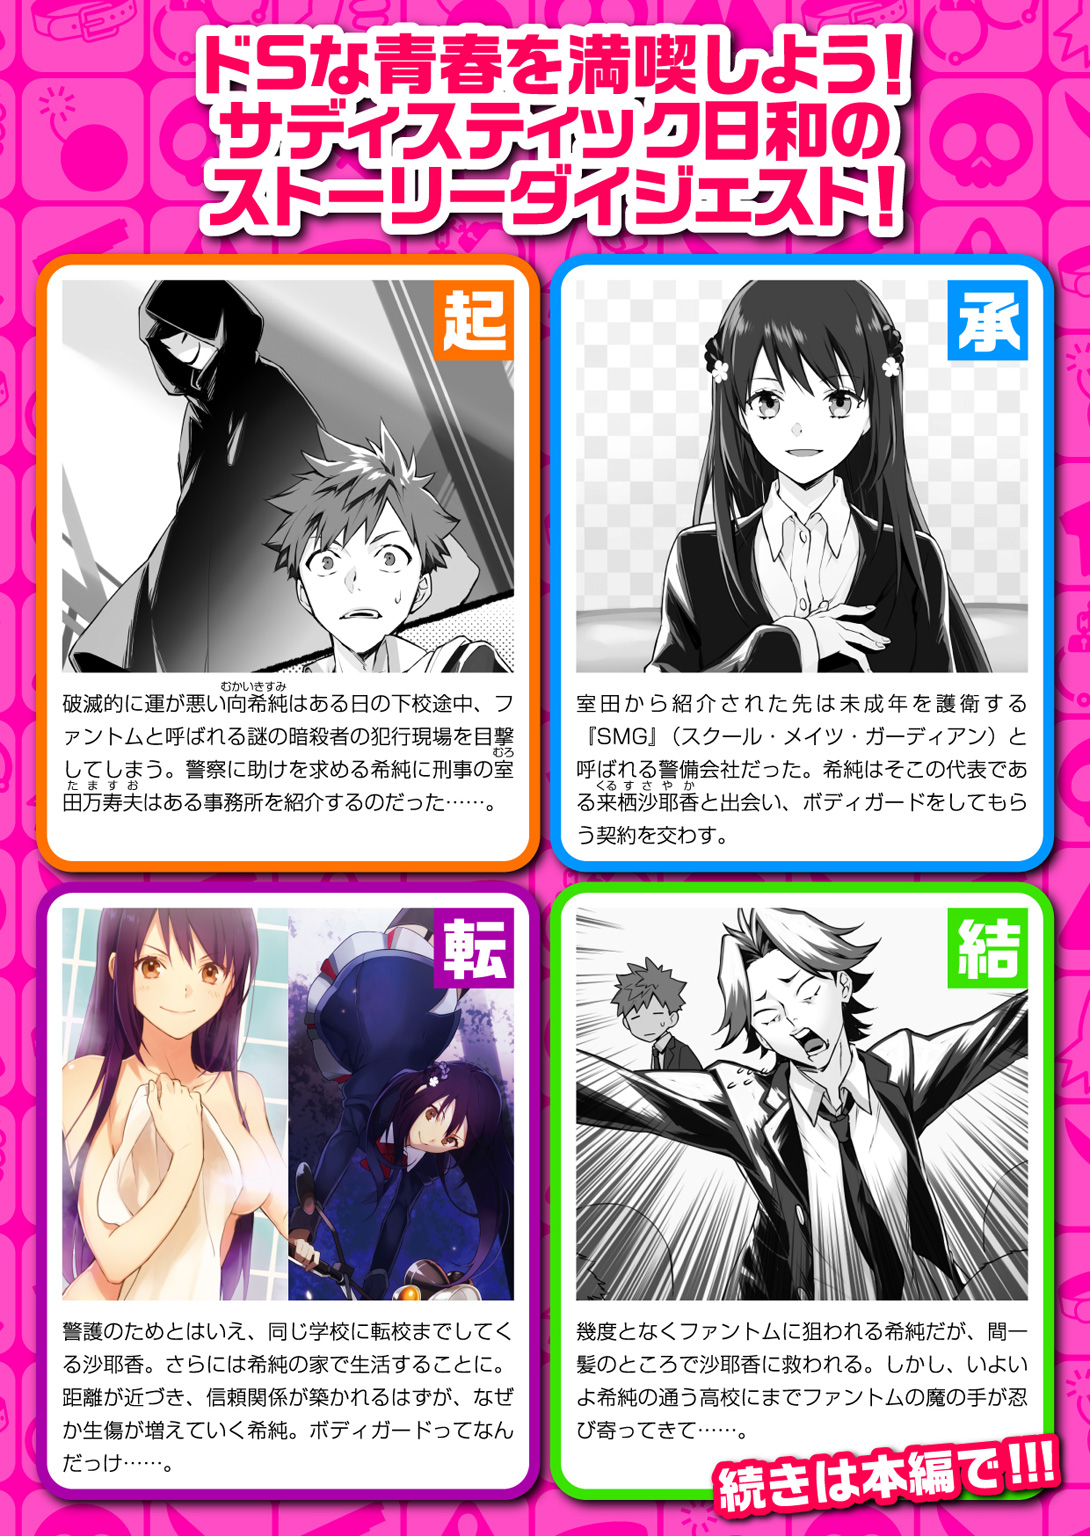 ドSな青春を満喫しよう!
サディスティック日和の
ストーリーダイジェスト!
起
むかいきすみ
破滅的に運が悪い向希純はある日の下校途中、フ
ァントムと呼ばれる謎の暗殺者の犯行現場を目撃
むろ
してしまう。警察に助けを求める希純に刑事の室
たますお
田万寿夫はある事務所を紹介するのだった……。
承
室田から紹介された先は未成年を護衛する
『SMG』（スクール・メイツ・ガーディアン）と
呼ばれる警備会社だった。希純はそこの代表であ
くるすさやか
る来栖沙耶香と出会い、ボディガードをしてもら
う契約を交わす。
転
警護のためとはいえ、同じ学校に転校までしてく
る沙耶香。さらには希純の家で生活することに。
距離が近づき、信頼関係が築かれるはずが、なぜ
か生傷が増えていく希純。ボディガードってなん
だっけ……。
結
幾度となくファントムに狙われる希純だが、間一
髪のところで沙耶香に救われる。しかし、いよい
よ希純の通う高校にまでファントムの魔の手が忍
び寄ってきて……。
続きは本編で!!!